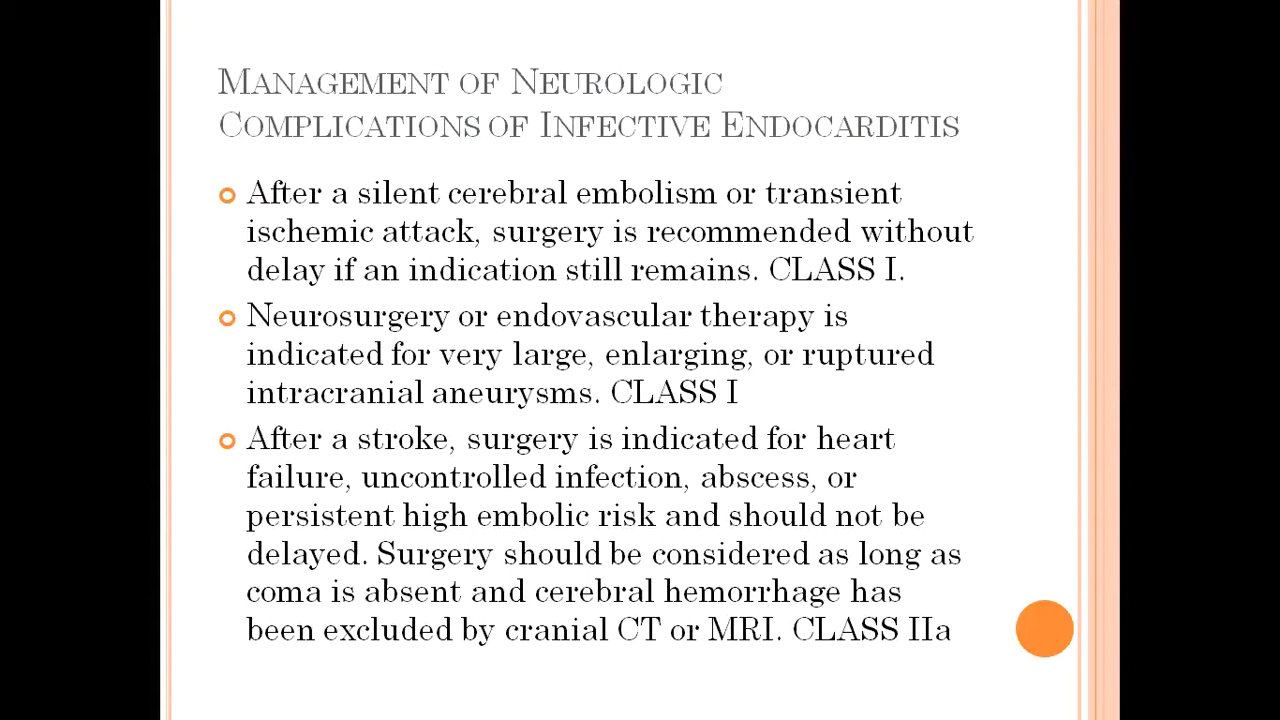 Management of Neurologic
Complications of Infective Endocarditis
After a silent cerebral embolism or transient
ischemic attack, surgery is recommended without
delay if an indication still remains. CLASS I.
Neurosurgery or endovascular therapy is
indicated for very large, enlarging, or ruptured
intracranial aneurysms. CLASS I
After a stroke, surgery is indicated for heart
failure, uncontrolled infection, abscess, or
persistent high embolic risk and should not be
delayed. Surgery should be considered as long as
coma is absent and cerebral hemorrhage has
been excluded by cranial CT or MRI. CLASS IIa